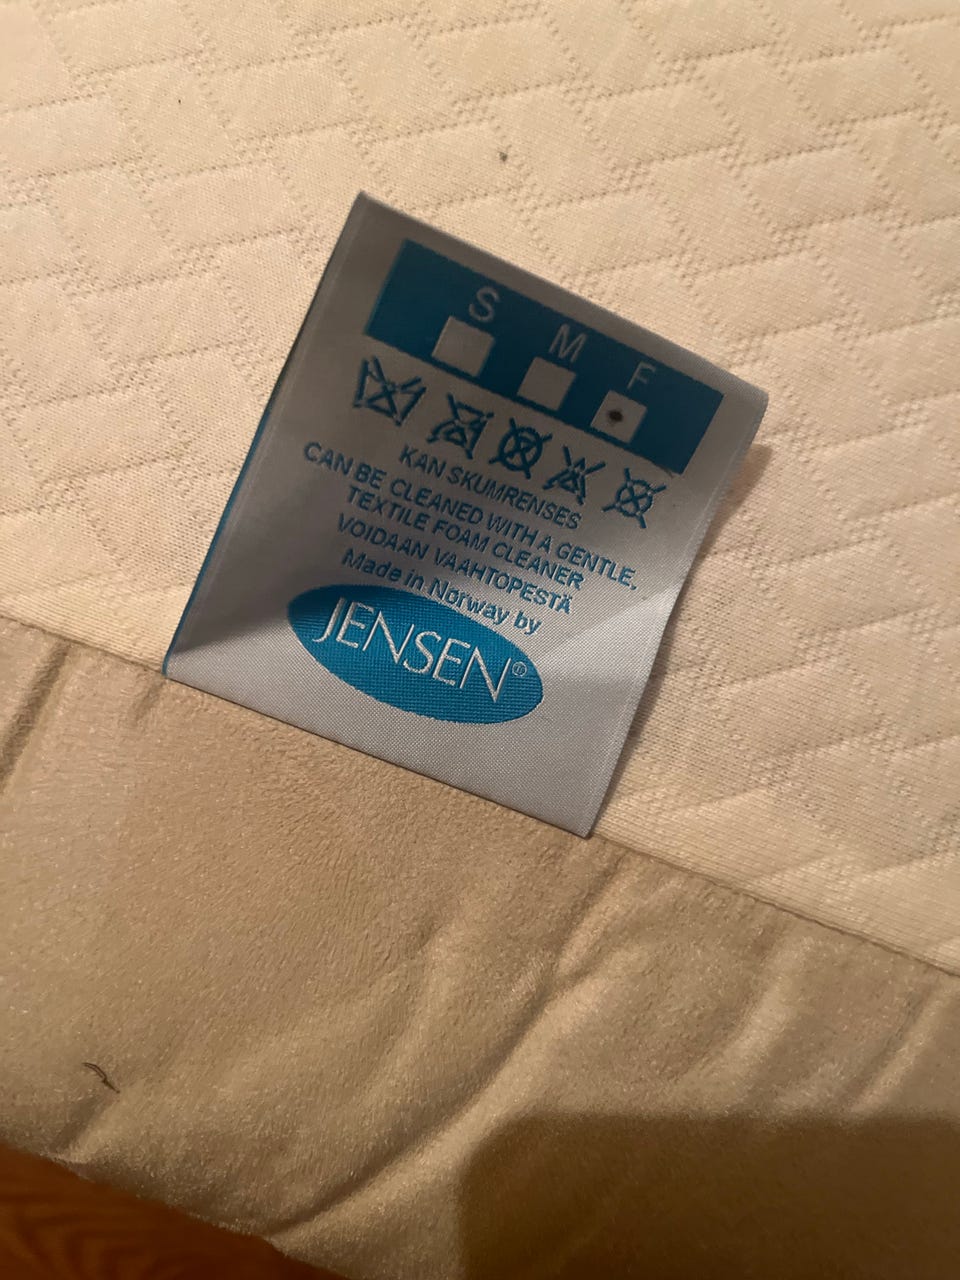 S M F
KAN SKUMRENSES
CAN BE CLEANED WITH A GENTLE,
TEXTILE FOAM CLEANER
VOIDAAN VAAHTOPESTÄ
Made in Norway by
JENSEN®